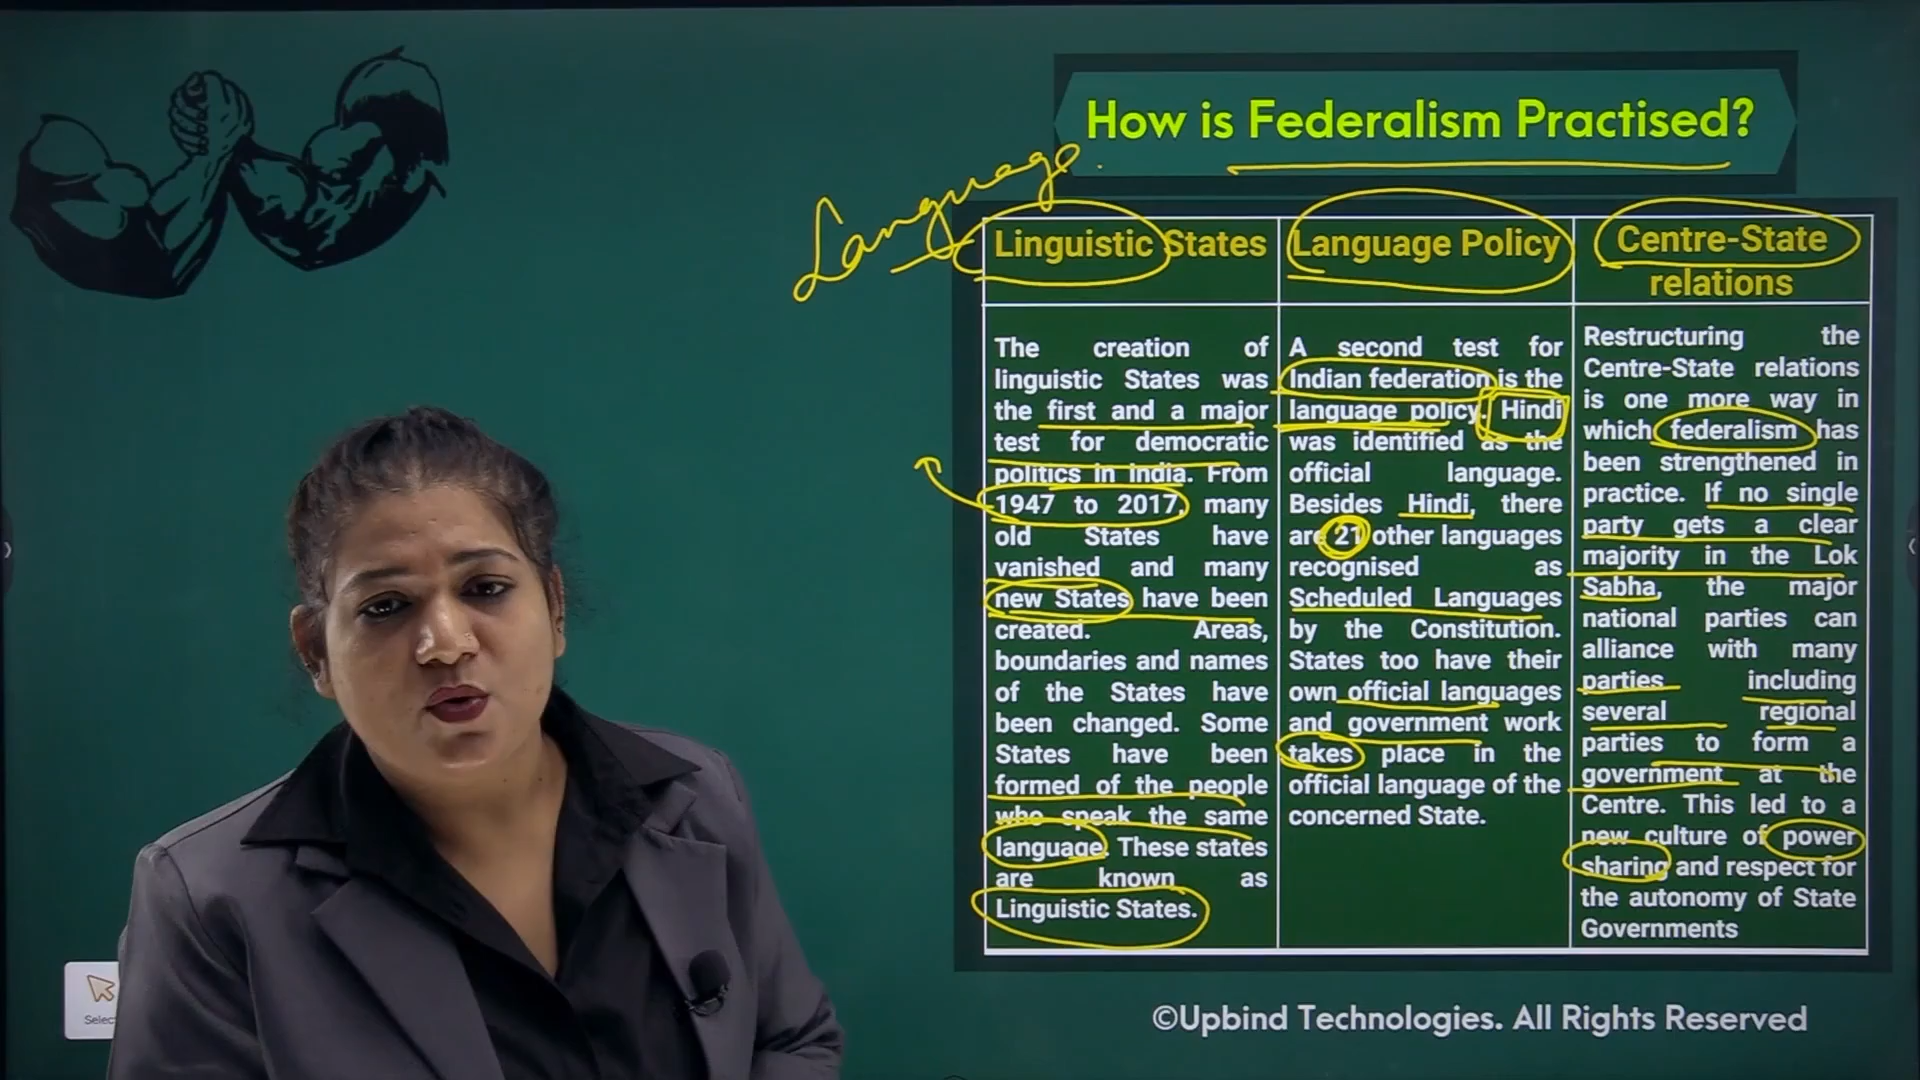 How is Federalism Practised?
Language.
Linguistic States
The creation of
linguistic States was
the first and a major
test for democratic
politics in India. From
1947 to 2017, many
old States have
vanished and many
new States have been
created. Areas,
boundaries and names
of the States have
been changed. Some
States have been
formed of the people
who speak the same
language. These states
are known as
Linguistic States.
Language Policy
A second test for
Indian federation is the
language policy. Hindi
was identified as the
official language.
Besides Hindi, there
are 21 other languages
recognised as
Scheduled Languages
by the Constitution.
States too have their
own official languages
and government work
takes place in the
official language of the
concerned State.
Centre-State
relations
Restructuring the
Centre-State relations
is one more way in
which federalism has
been strengthened in
practice. If no single
party gets a clear
majority in the Lok
Sabha, the major
national parties can
alliance with many
parties including
several regional
parties to form a
government at the
Centre. This led to a
new culture of power
sharing and respect for
the autonomy of State
Governments
Select
©Upbind Technologies. All Rights Reserved